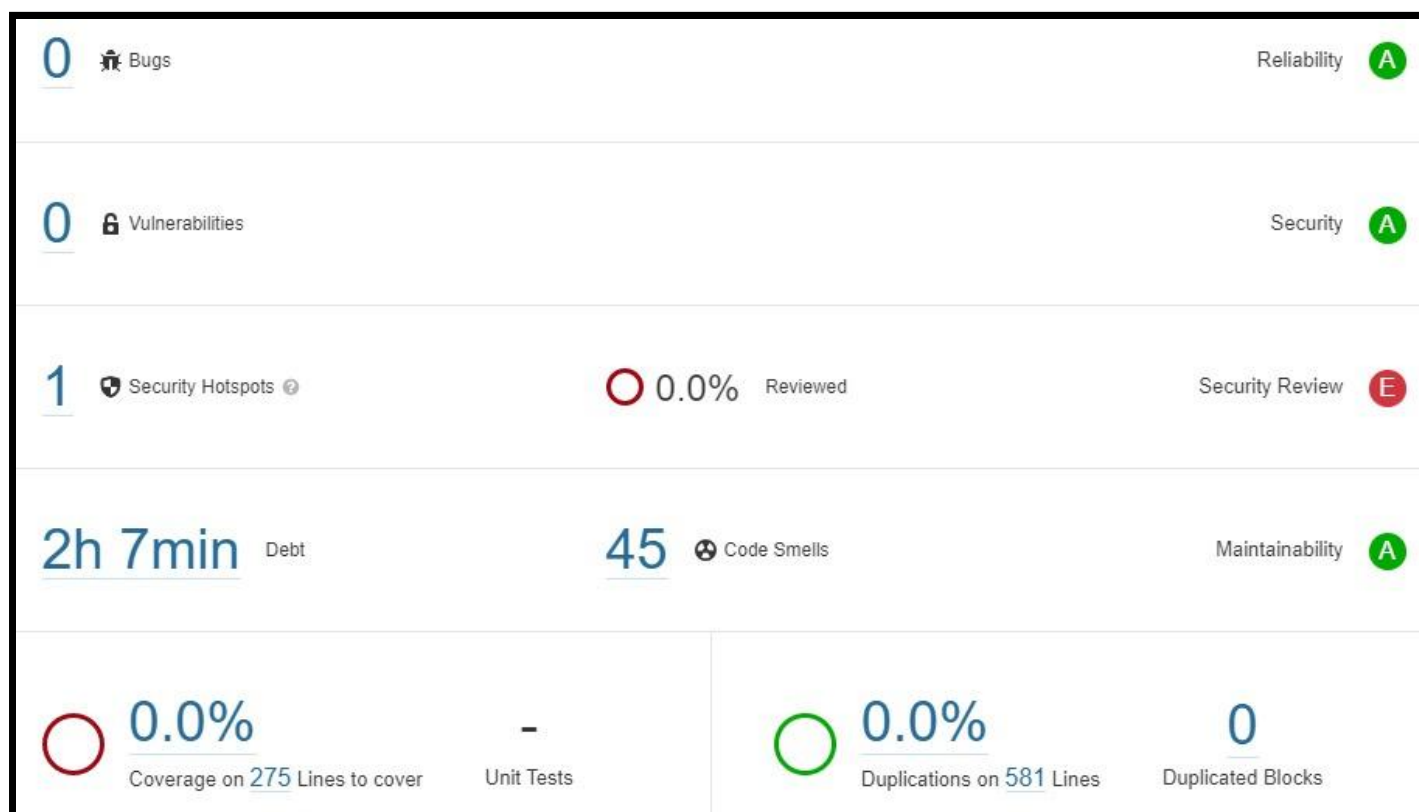 0 Bugs Reliability A
0 Vulnerabilities Security A
1 Security Hotspots ? 0.0% Reviewed Security Review E
2h 7min Debt 45 Code Smells Maintainability A
0.0% - 0.0% 0
Coverage on 275 Lines to cover Unit Tests Duplications on 581 Lines Duplicated Blocks